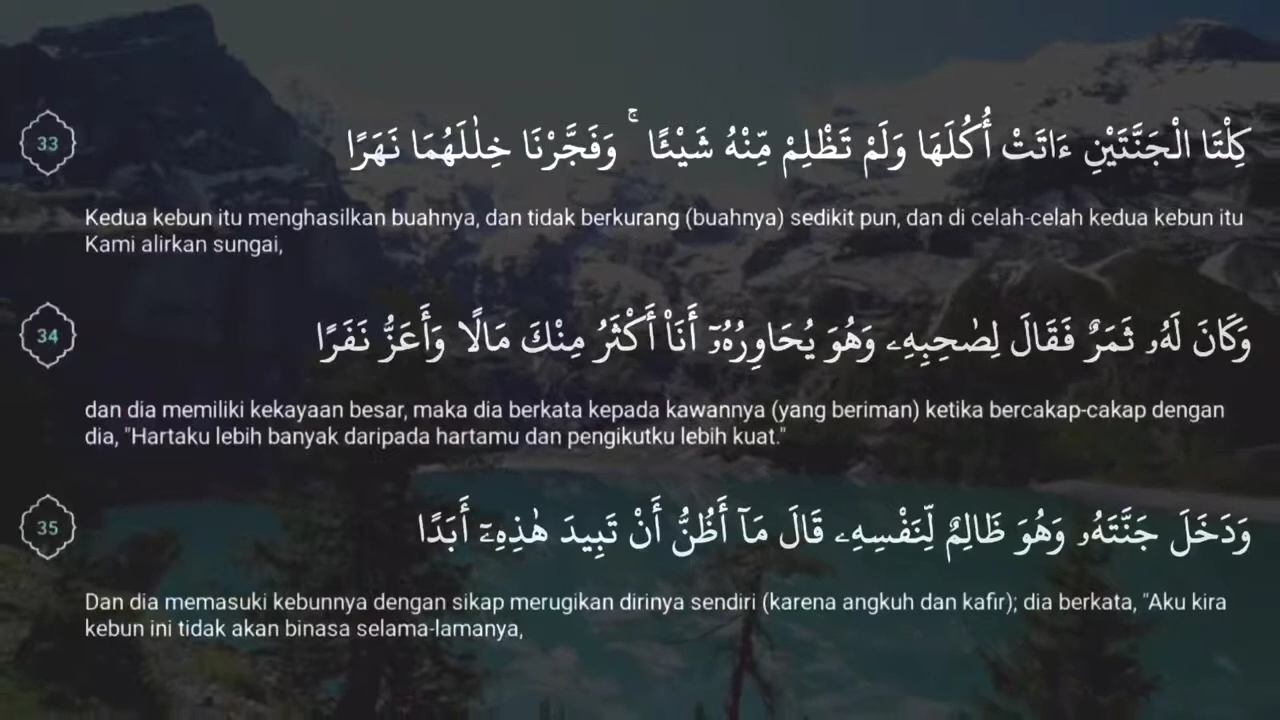 33
كِلْتَا الْجَنَّتَيْنِ ءَاتَتْ أُكُلَهَا وَلَمْ تَظْلِمْ مِّنْهُ شَيْـًٔا ۚ وَفَجَّرْنَا خِلٰلَهُمَا نَهَرًا
Kedua kebun itu menghasilkan buahnya, dan tidak berkurang (buahnya) sedikit pun, dan di celah-celah kedua kebun itu
Kami alirkan sungai,
34
وَكَانَ لَهُۥ ثَمَرٌ فَقَالَ لِصٰحِبِهِۦ وَهُوَ يُحَاوِرُهُۥٓ أَنَا۠ أَكْثَرُ مِنْكَ مَالًا وَأَعَزُّ نَفَرًا
dan dia memiliki kekayaan besar, maka dia berkata kepada kawannya (yang beriman) ketika bercakap-cakap dengan
dia, "Hartaku lebih banyak daripada hartamu dan pengikutku lebih kuat."
35
وَدَخَلَ جَنَّتَهُۥ وَهُوَ ظَالِمٌ لِّنَفْسِهِۦ قَالَ مَآ أَظُنُّ أَنْ تَبِيدَ هٰذِهِۦٓ أَبَدًا
Dan dia memasuki kebunnya dengan sikap merugikan dirinya sendiri (karena angkuh dan kafir); dia berkata, "Aku kira
kebun ini tidak akan binasa selama-lamanya,